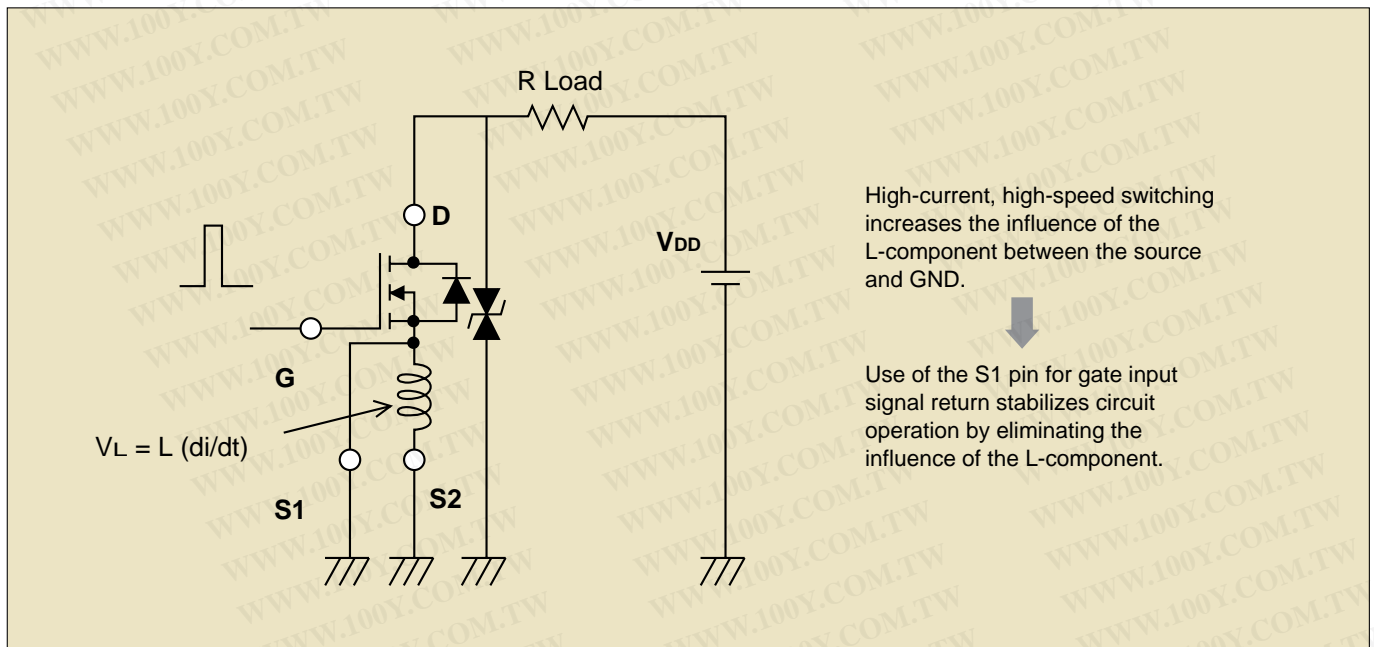 R Load
D
VDD
G
VL = L (di/dt)
S1
S2
High-current, high-speed switching
increases the influence of the
L-component between the source
and GND.
Use of the S1 pin for gate input
signal return stabilizes circuit
operation by eliminating the
influence of the L-component.
WWW.100Y.COM.TW